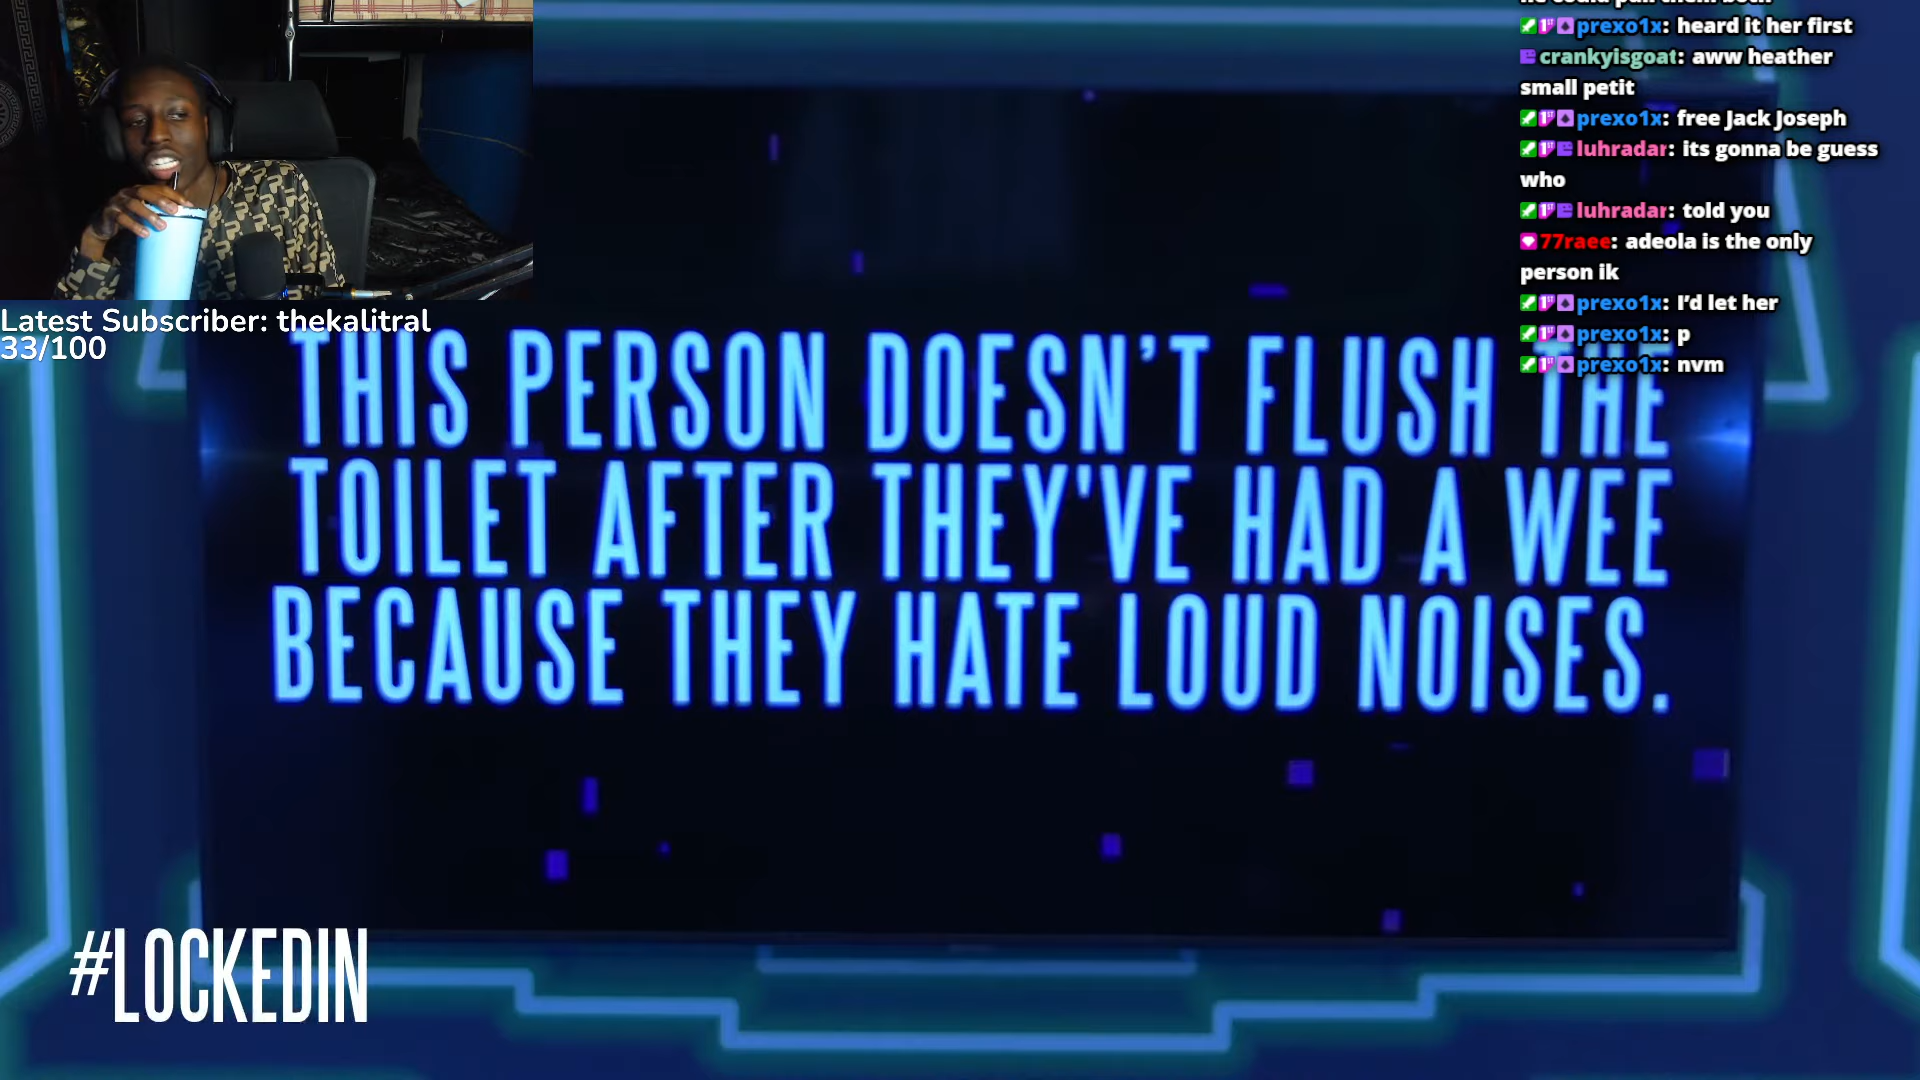 prexo1x: heard it her first
crankyisgoat: aww heather
small petit
prexo1x: free Jack Joseph
luhradar: its gonna be guess
who
luhradar: told you
77raee: adeola is the only
person ik
prexo1x: I'd let her
prexo1x: p
prexo1x: nvm
Latest Subscriber: thekalitral
33/100
THIS PERSON DOESN'T FLUSH THE
TOILET AFTER THEY'VE HAD A WEE
BECAUSE THEY HATE LOUD NOISES.
#LOCKEDIN